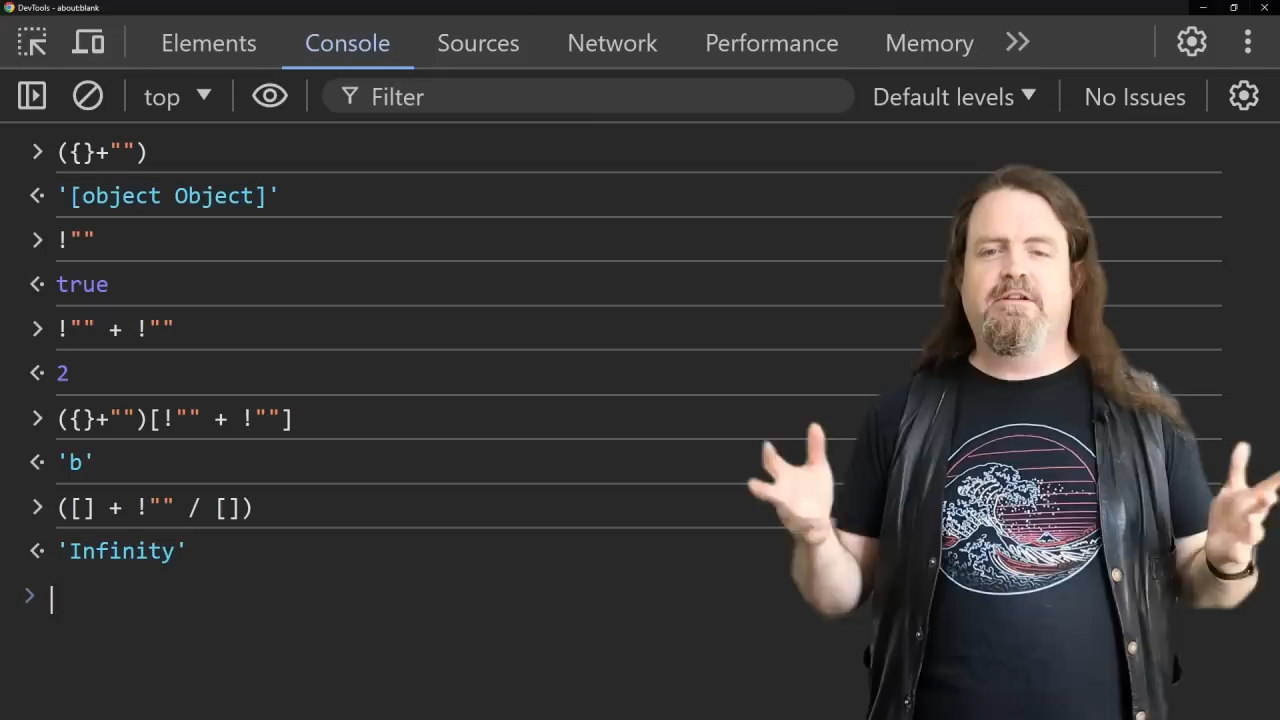 DevTools - about:blank
Elements Console Sources Network Performance Memory
top Filter Default levels No Issues
> ({}+"")
'[object Object]'
> !""
true
> !"" + !""
2
> ({}+"")[!"" + !""]
'b'
> ([] + !"" / [])
'Infinity'
>